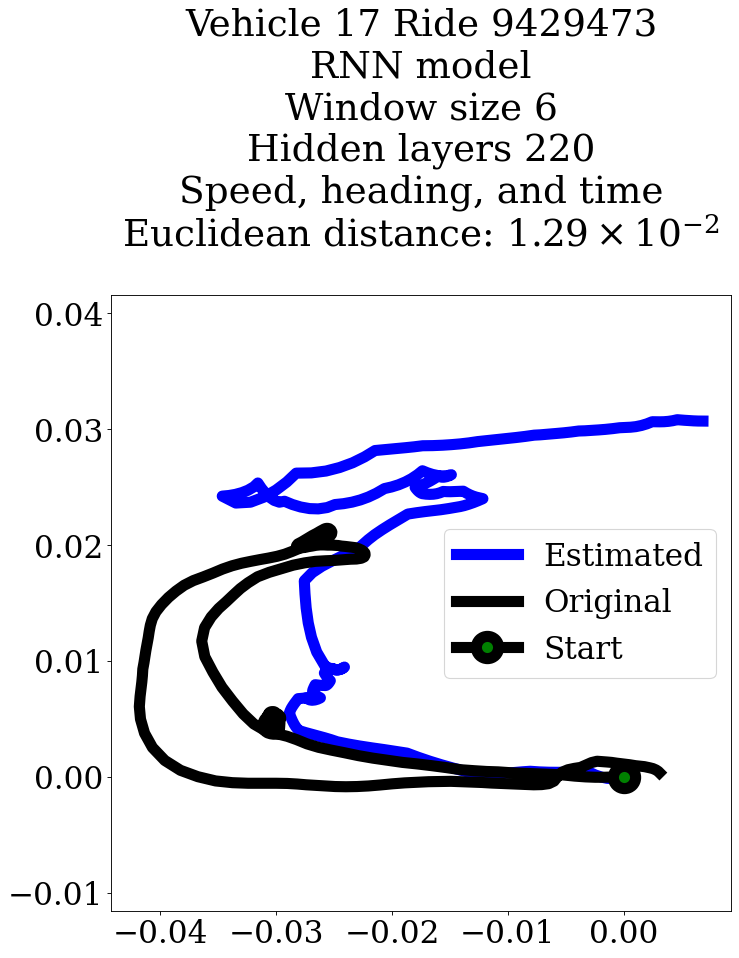 Vehicle 17 Ride 9429473
RNN model
Window size 6
Hidden layers 220
Speed, heading, and time
Euclidean distance: 1.29 × 10⁻²
0.04
0.03
0.02
0.01
0.00
−0.01
Estimated
Original
Start
−0.04 −0.03 −0.02 −0.01 0.00